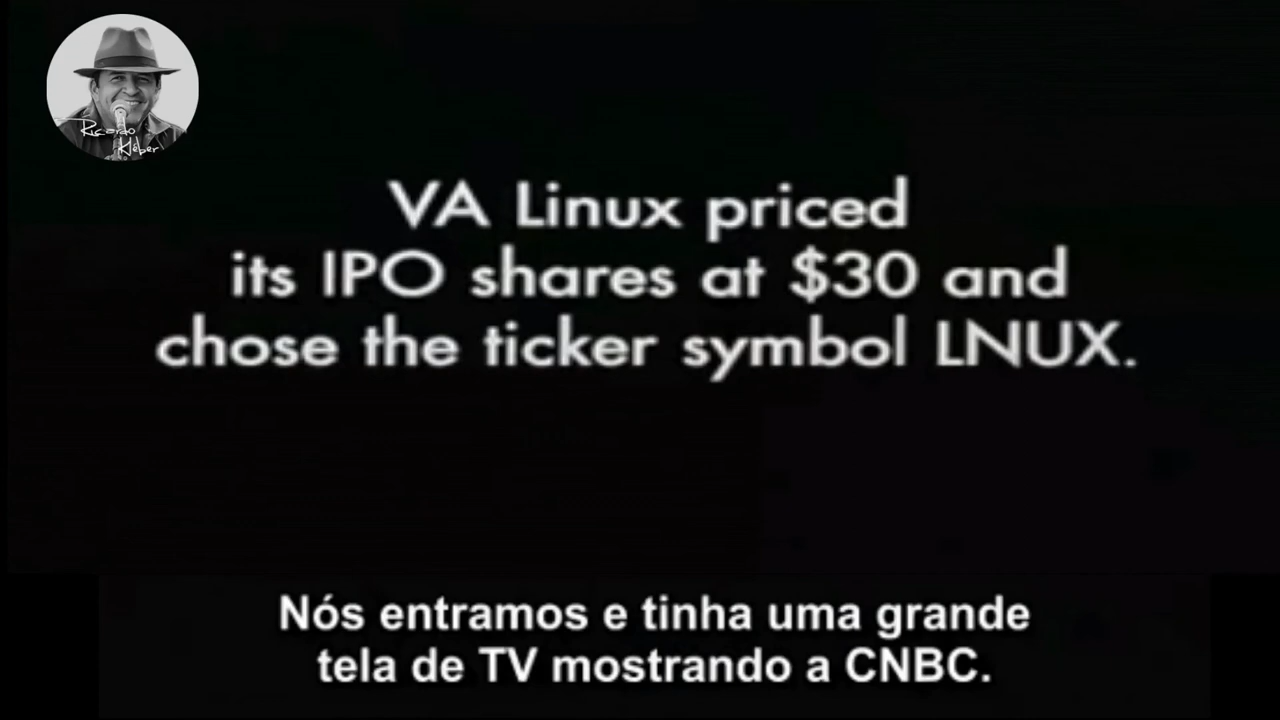 Ricardo
Kléber
VA Linux priced
its IPO shares at $30 and
chose the ticker symbol LNUX.
Nós entramos e tinha uma grande
tela de TV mostrando a CNBC.